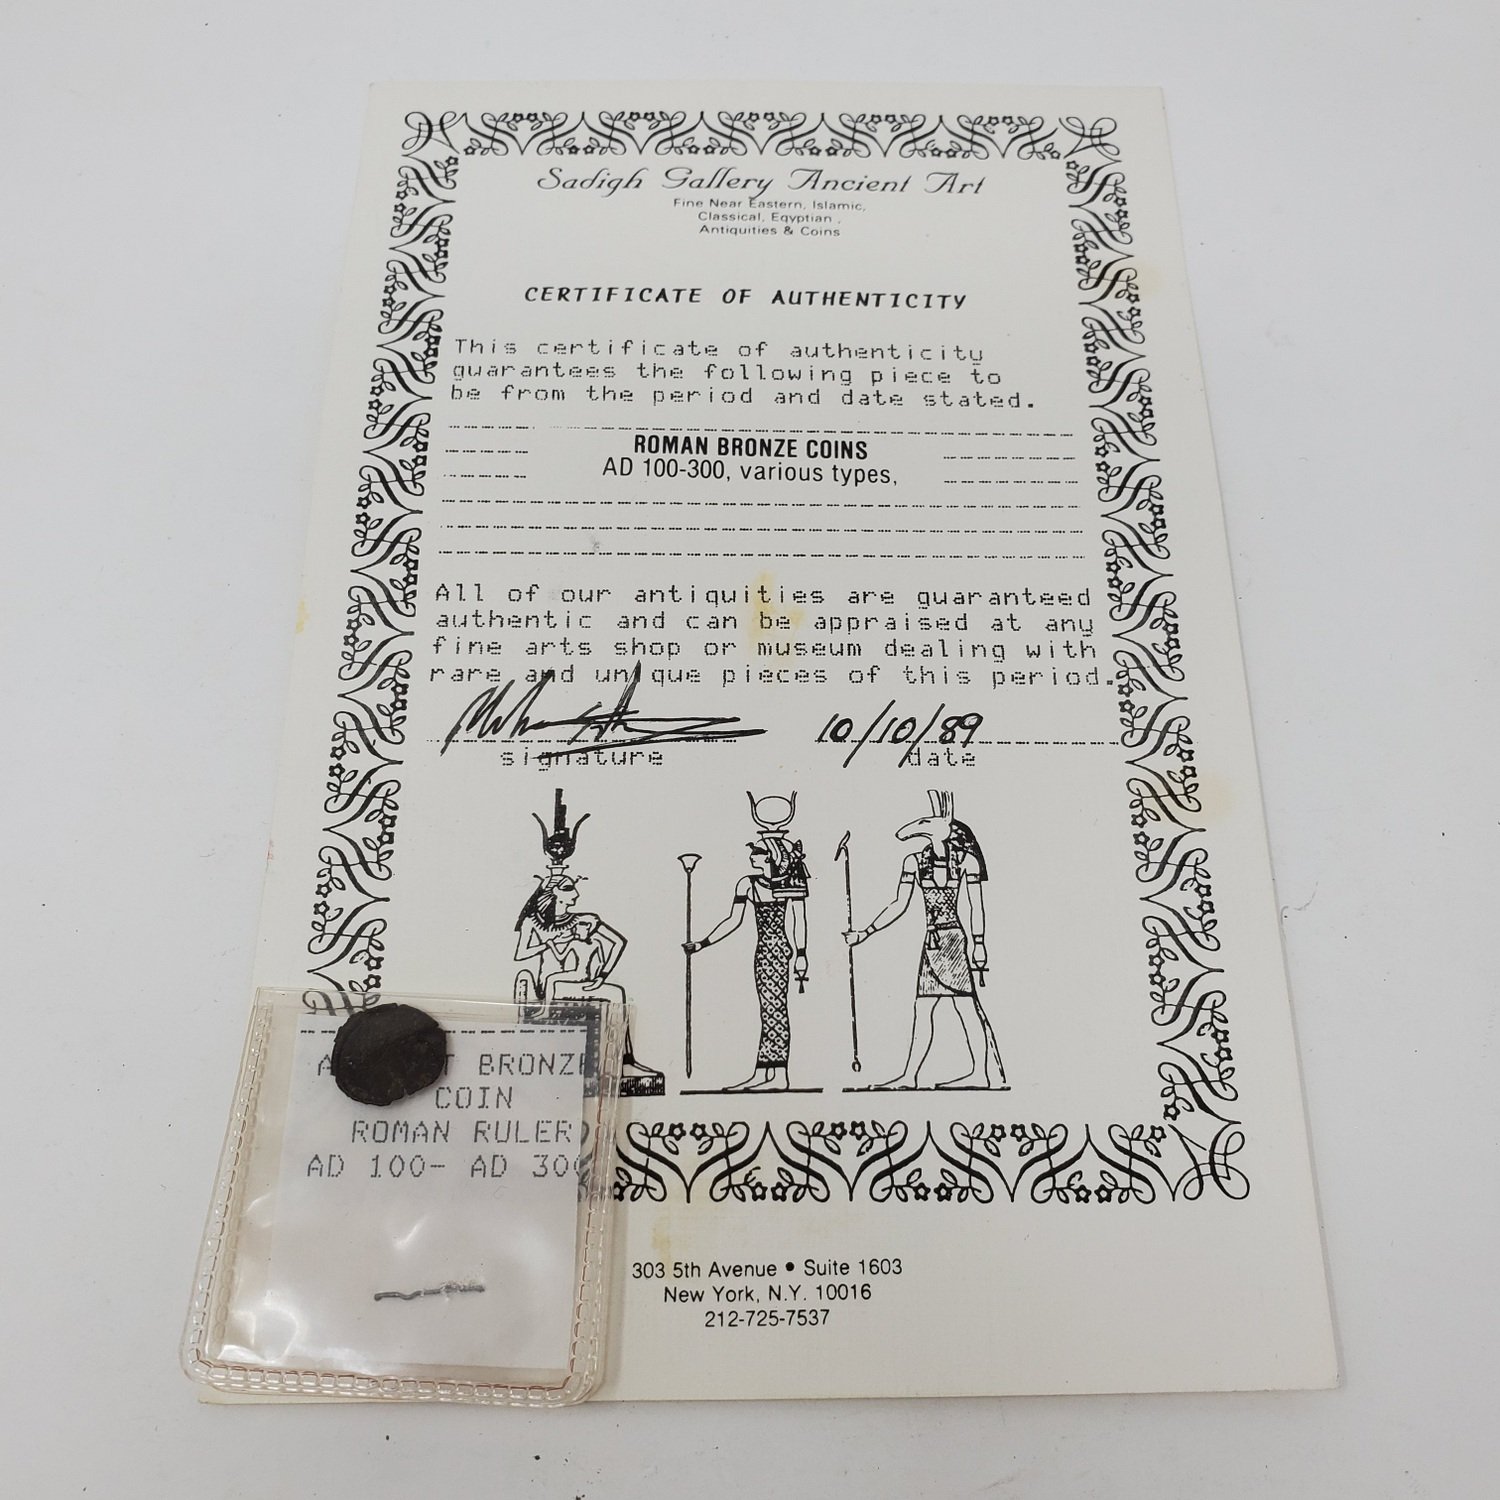 Sadigh Gallery Ancient Art
Fine Near Eastern, Islamic,
Classical, Egyptian,
Antiquities & Coins
CERTIFICATE OF AUTHENTICITY
This certificate of authenticity
guarantees the following piece to
be from the period and date stated.
ROMAN BRONZE COINS
AD 100-300, various types,
All of our antiquities are guaranteed
authentic and can be appraised at any
fine arts shop or museum dealing with
rare and unique pieces of this period.
10/10/89
signature date
BRONZE
COIN
ROMAN RULER
AD 100- AD 300
303 5th Avenue • Suite 1603
New York, N.Y. 10016
212-725-7537